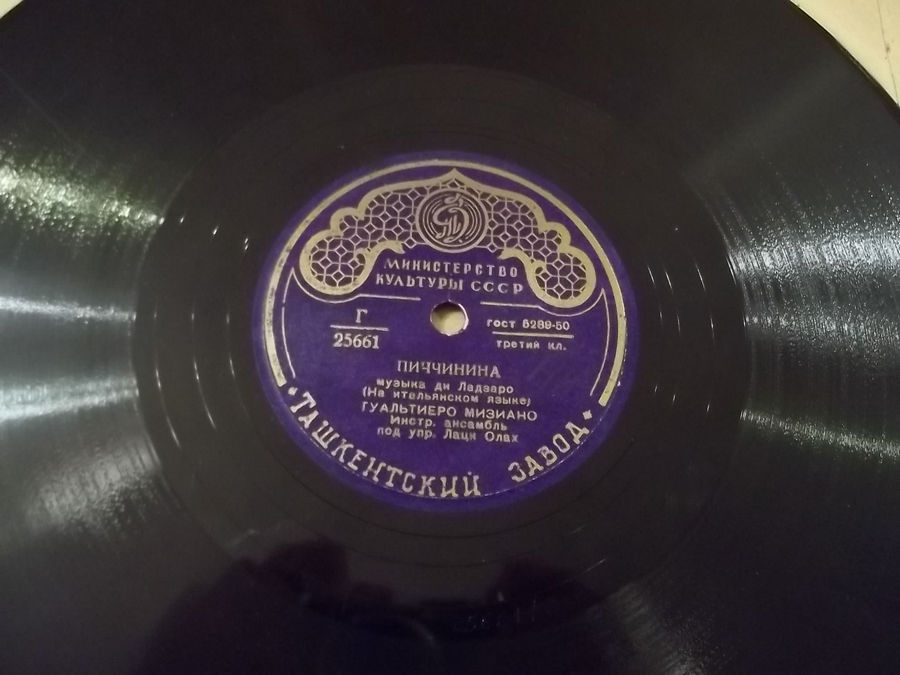 МИНИСТЕРСТВО
КУЛЬТУРЫ СССР
Г
25661
ГОСТ 5289-50
ТРЕТИЙ КЛ.
ПИЧЧИНИНА
музыка ди Ладзаро
(На итальянском языке)
ГУАЛЬТИЕРО МИЗИАНО
Инстр. ансамбль
под упр. Лаци Олах
ТАШКЕНТСКИЙ ЗАВОД